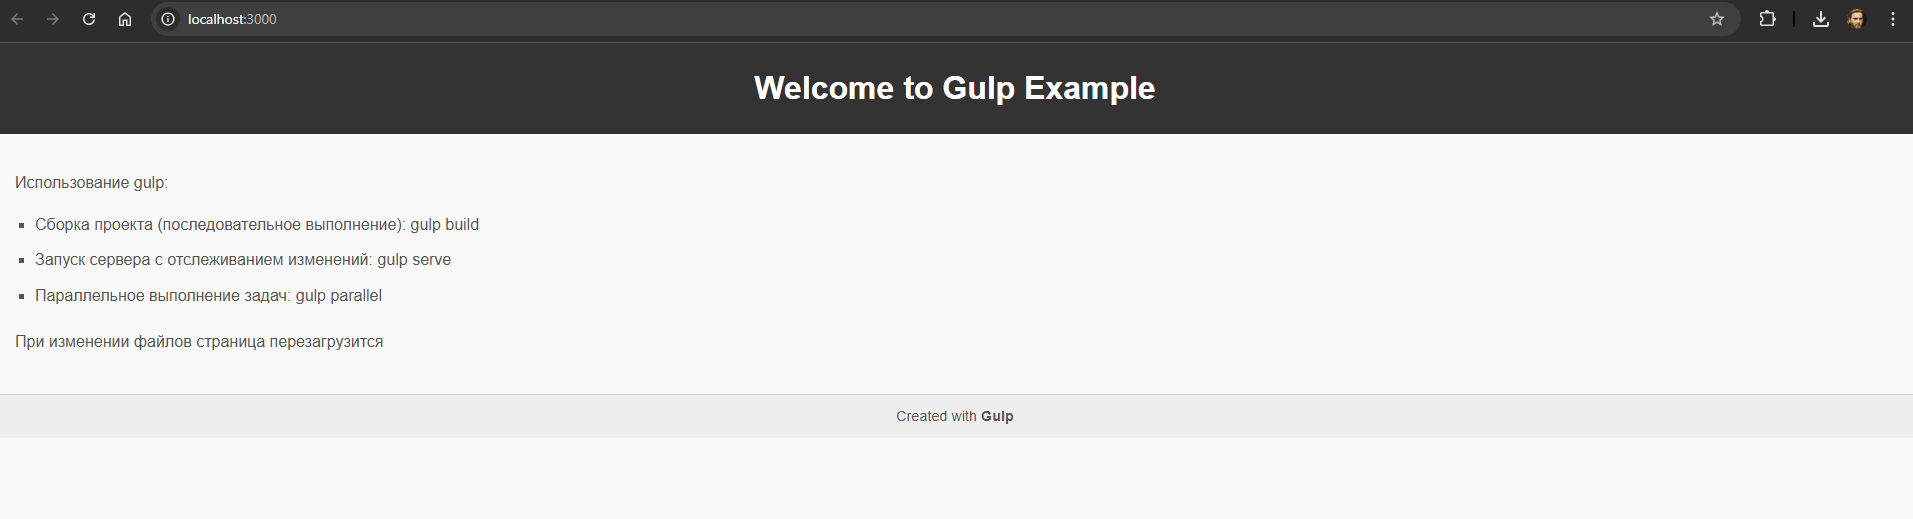 localhost:3000
Welcome to Gulp Example
Использование gulp:
Сборка проекта (последовательное выполнение): gulp build
Запуск сервера с отслеживанием изменений: gulp serve
Параллельное выполнение задач: gulp parallel
При изменении файлов страница перезагрузится
Created with Gulp